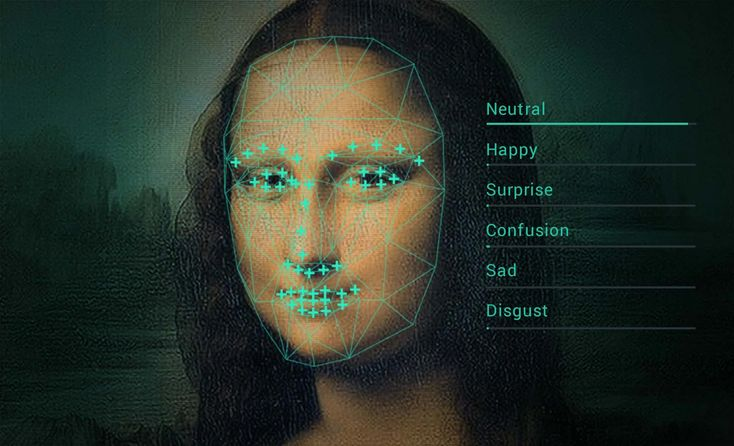 Neutral
Happy
Surprise
Confusion
Sad
Disgust